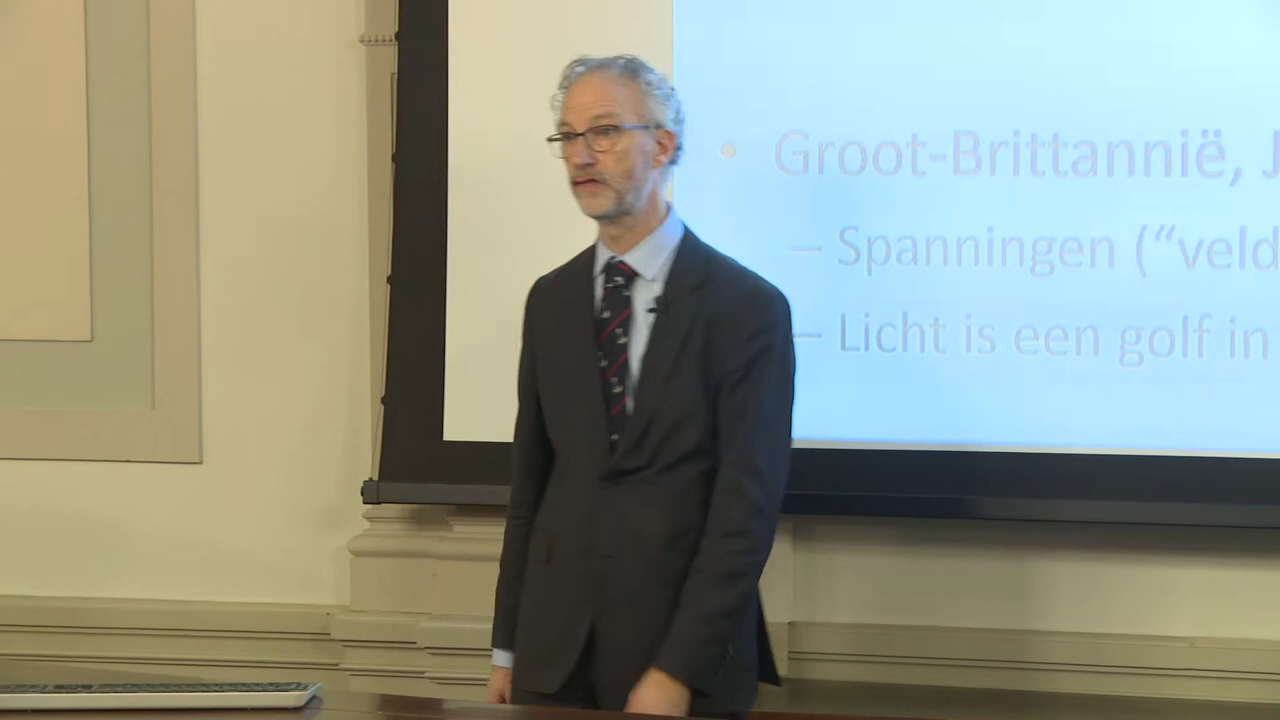 • Groot-Brittannië, J
– Spanningen (“veld
– Licht is een golf in